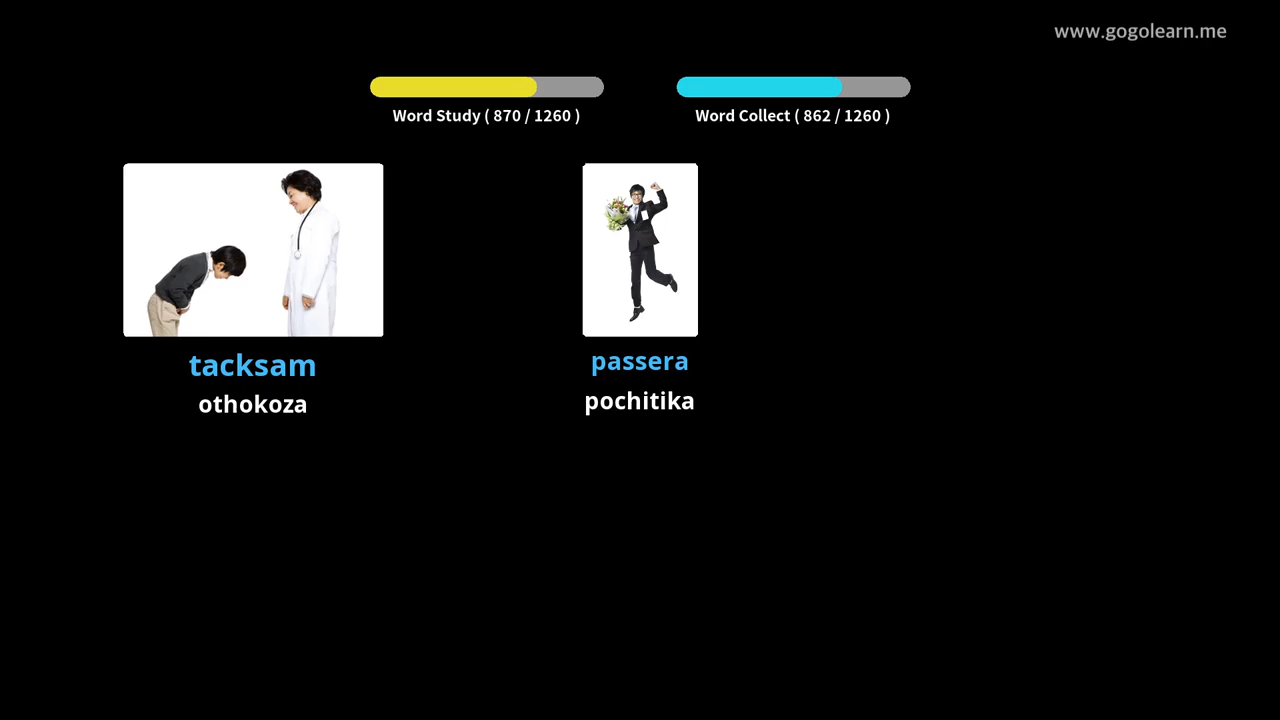 www.gogolearn.me
Word Study ( 870 / 1260 )
Word Collect ( 862 / 1260 )
tacksam
othokoza
passera
pochitika